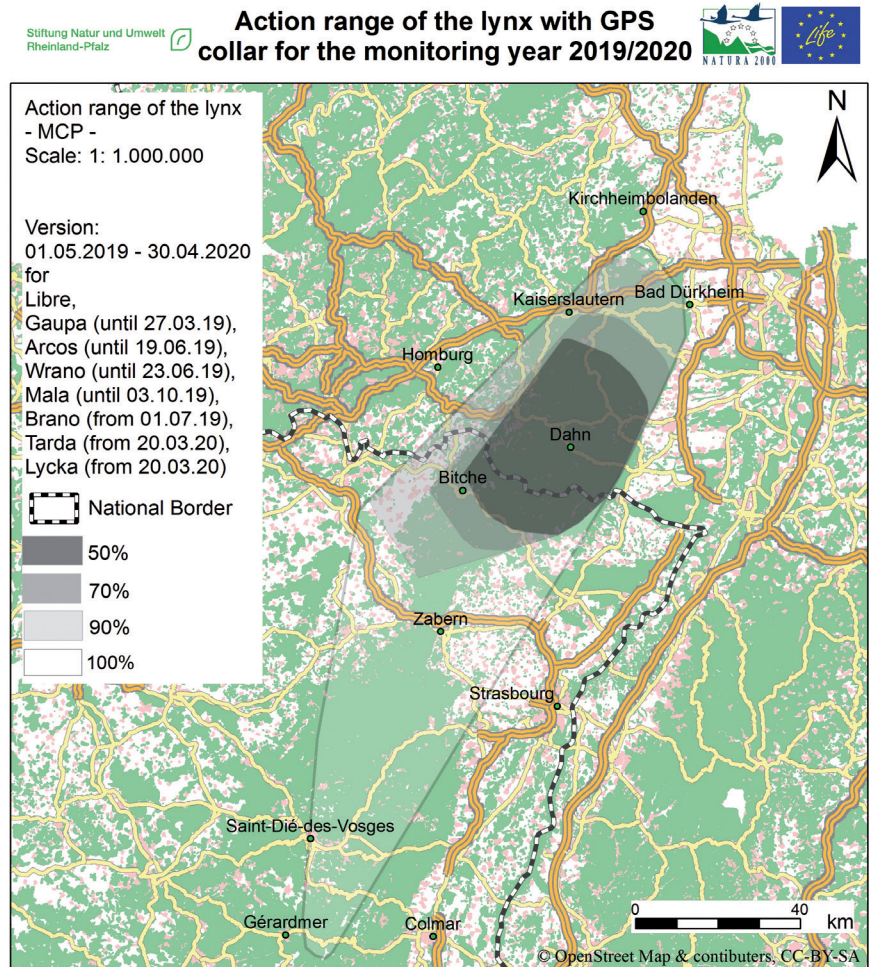 Stiftung Natur und Umwelt
Rheinland-Pfalz
Action range of the lynx with GPS
collar for the monitoring year 2019/2020
NATURA 2000
Life
Action range of the lynx
- MCP -
Scale: 1: 1.000.000
Version:
01.05.2019 - 30.04.2020
for
Libre,
Gaupa (until 27.03.19),
Arcos (until 19.06.19),
Wrano (until 23.06.19),
Mala (until 03.10.19),
Brano (from 01.07.19),
Tarda (from 20.03.20),
Lycka (from 20.03.20)
National Border
50%
70%
90%
100%
N
Kirchheimbolanden
Kaiserslautern
Bad Dürkheim
Homburg
Dahn
Bitche
Zabern
Strasbourg
Saint-Dié-des-Vosges
Gérardmer
Colmar
0 20 40
km
© OpenStreet Map & contibuters, CC-BY-SA